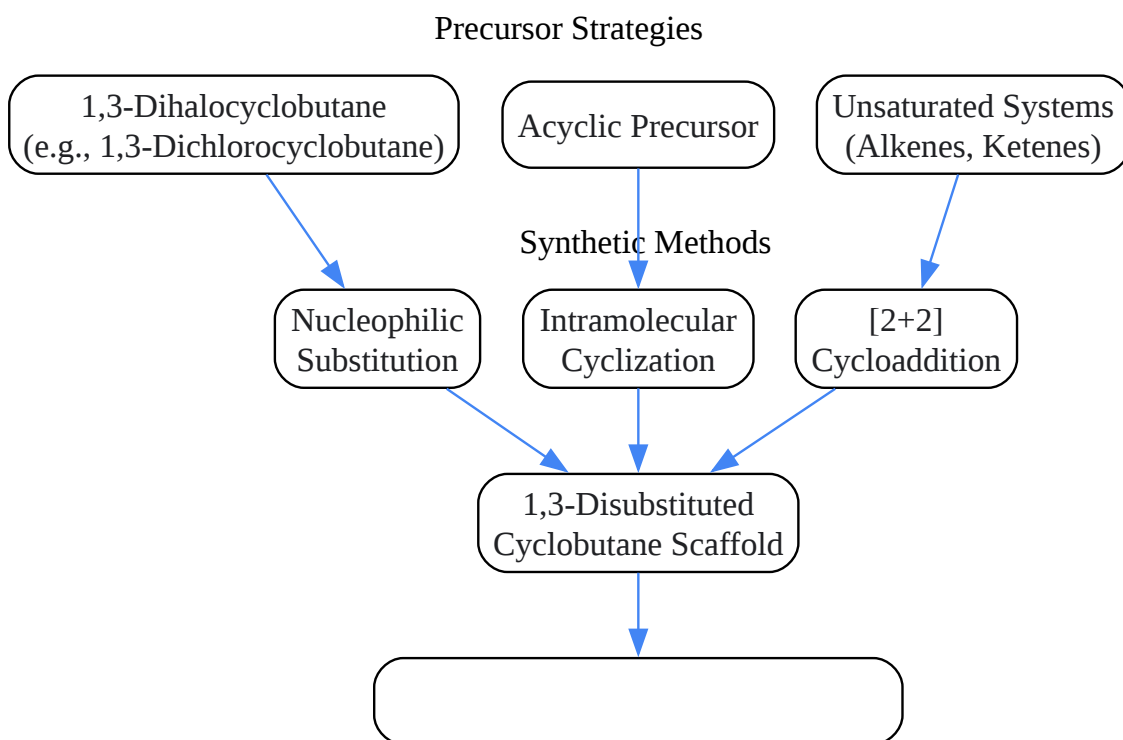 Precursor Strategies
1,3-Dihalocyclobutane
(e.g., 1,3-Dichlorocyclobutane)
Acyclic Precursor
Unsaturated Systems
(Alkenes, Ketenes)
Synthetic Methods
Nucleophilic
Substitution
Intramolecular
Cyclization
[2+2]
Cycloaddition
1,3-Disubstituted
Cyclobutane Scaffold